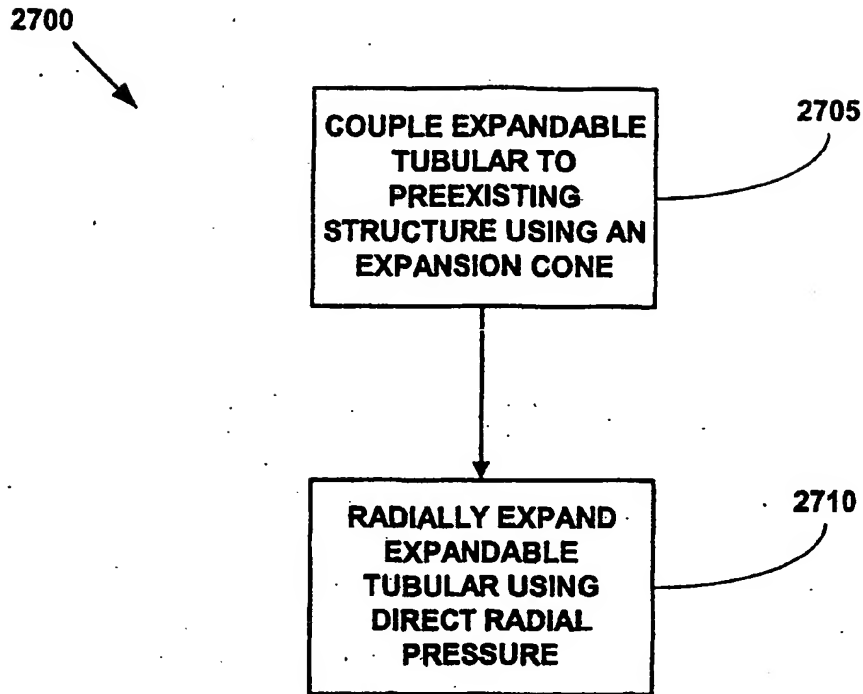 2700
COUPLE EXPANDABLE
TUBULAR TO
PREEXISTING
STRUCTURE USING AN
EXPANSION CONE
2705
RADIALLY EXPAND
EXPANDABLE
TUBULAR USING
DIRECT RADIAL
PRESSURE
2710